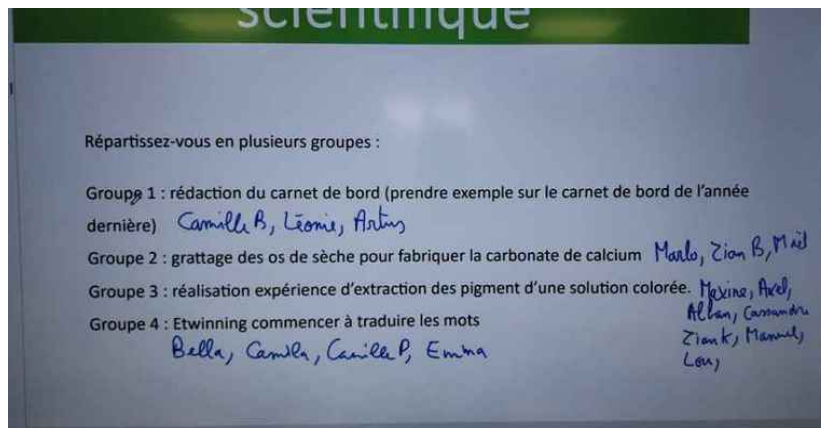 scientifique
Répartissez-vous en plusieurs groupes :
Groupe 1 : rédaction du carnet de bord (prendre exemple sur le carnet de bord de l'année
dernière) Camille B, Léonie, Artus
Groupe 2 : grattage des os de sèche pour fabriquer la carbonate de calcium Marlo, Zian B, Maël
Groupe 3 : réalisation expérience d'extraction des pigment d'une solution colorée. Maxine, Axel,
Alban, Cassandre
Groupe 4 : Etwinning commencer à traduire les mots
Zian K, Manuel,
Bella, Camila, Camille P, Emma
Lou,